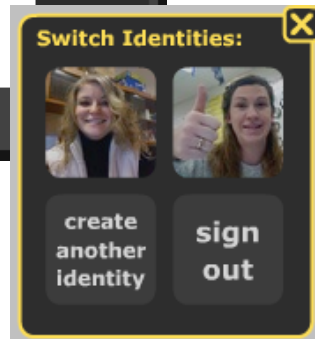 Switch Identities:
create
another
identity
sign
out